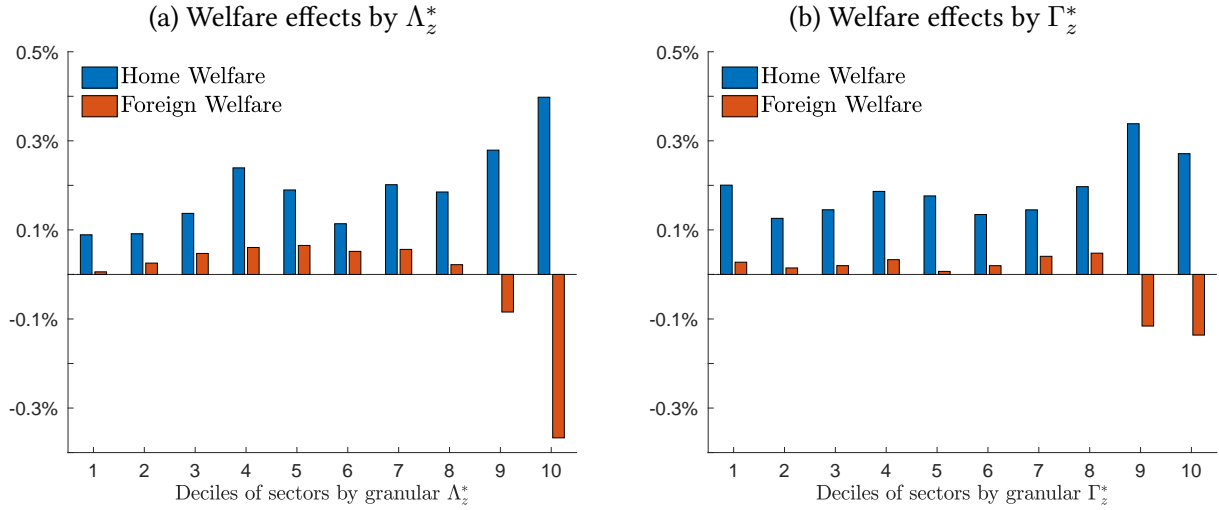 (a) Welfare effects by Λ*z
0.5%
Home Welfare
Foreign Welfare
0.3%
0.1%
-0.1%
-0.3%
1 2 3 4 5 6 7 8 9 10
Deciles of sectors by granular Λ*z
(b) Welfare effects by Γ*z
0.5%
Home Welfare
Foreign Welfare
0.3%
0.1%
-0.1%
-0.3%
1 2 3 4 5 6 7 8 9 10
Deciles of sectors by granular Γ*z